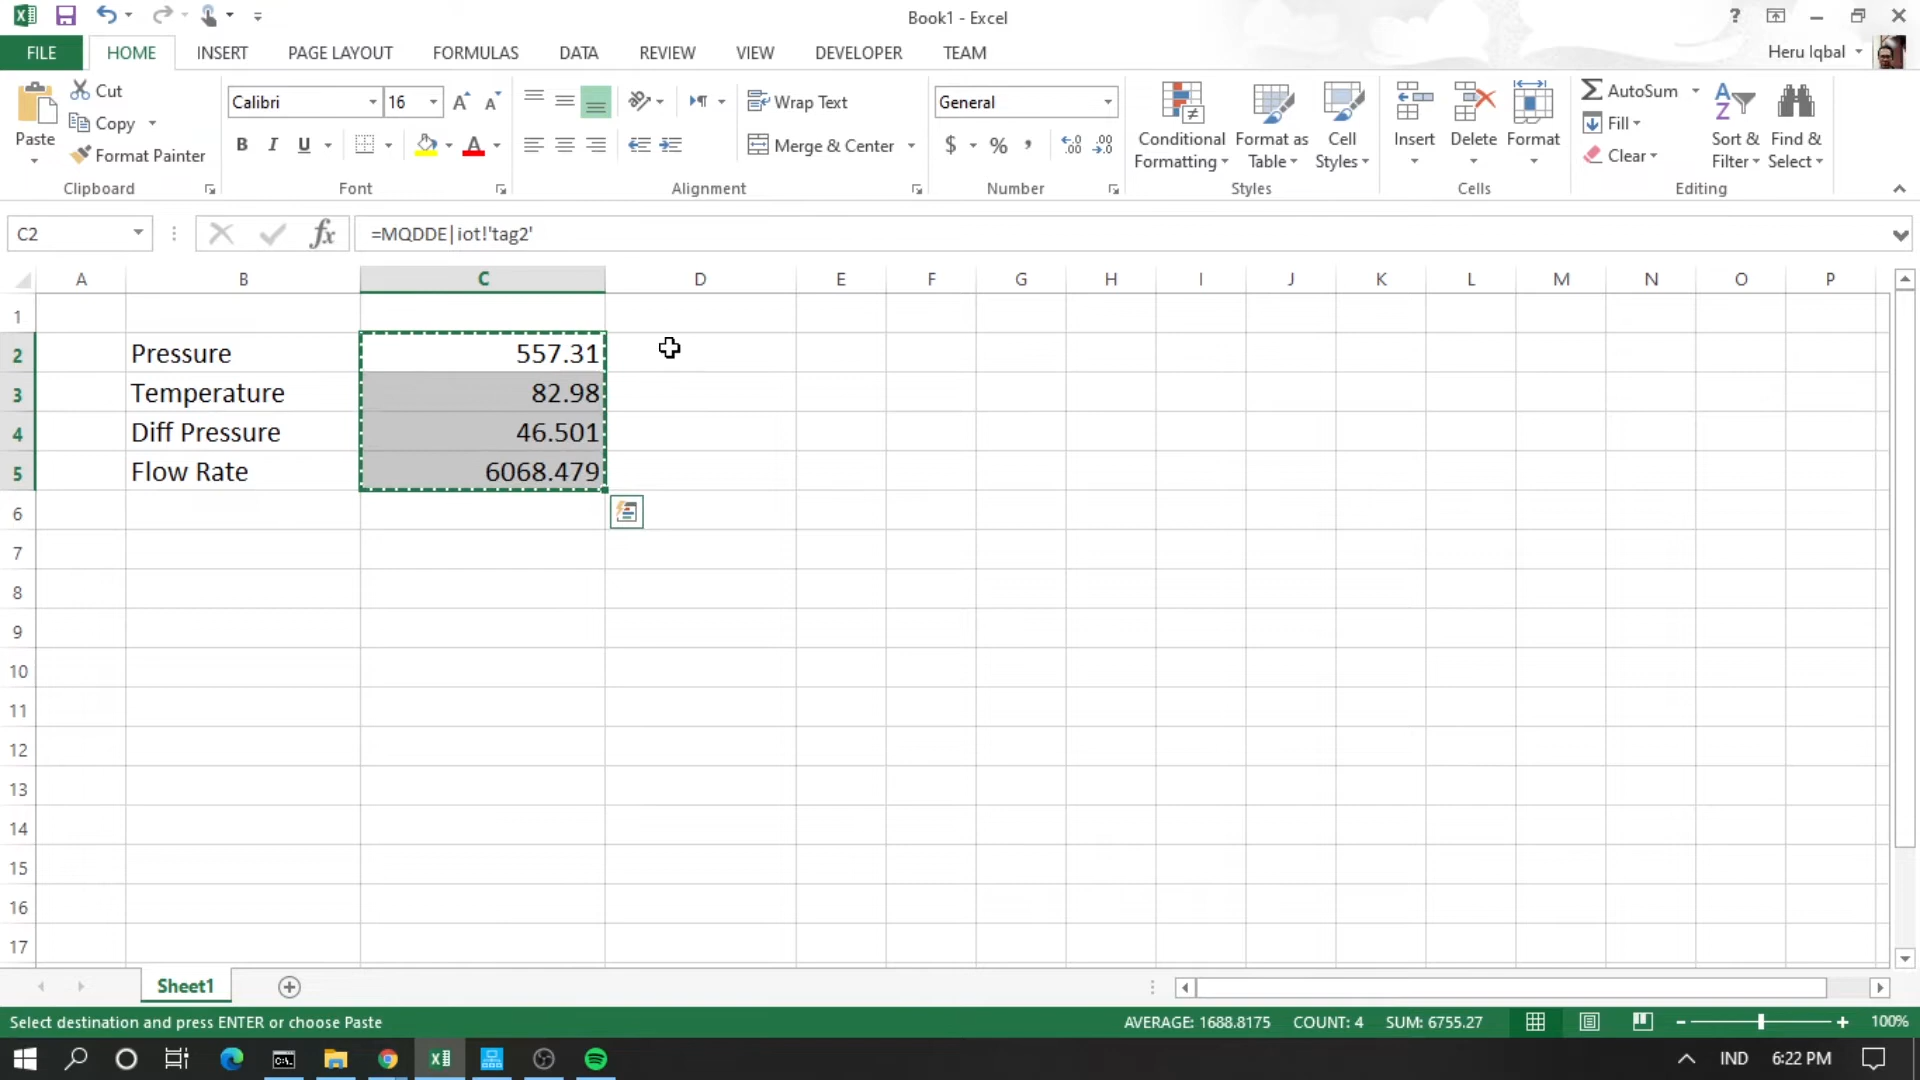 Book1 - Excel
?
FILE HOME INSERT PAGE LAYOUT FORMULAS DATA REVIEW VIEW DEVELOPER TEAM
Heru Iqbal
Paste
Cut
Copy
Format Painter
Clipboard
Calibri 16
B I U
Font
Wrap Text
Merge & Center
Alignment
General
$ % ,
Number
Conditional Formatting
Format as Table
Cell Styles
Styles
Insert
Delete
Format
Cells
AutoSum
Fill
Clear
Sort & Filter
Find & Select
Editing
C2 fx =MQDDE|iot!'tag2'
A B C D E F G H I J K L M N O P
1
2 Pressure 557.31
3 Temperature 82.98
4 Diff Pressure 46.501
5 Flow Rate 6068.479
6
7
8
9
10
11
12
13
14
15
16
17
Sheet1
Select destination and press ENTER or choose Paste
AVERAGE: 1688.8175 COUNT: 4 SUM: 6755.27
100%
IND 6:22 PM